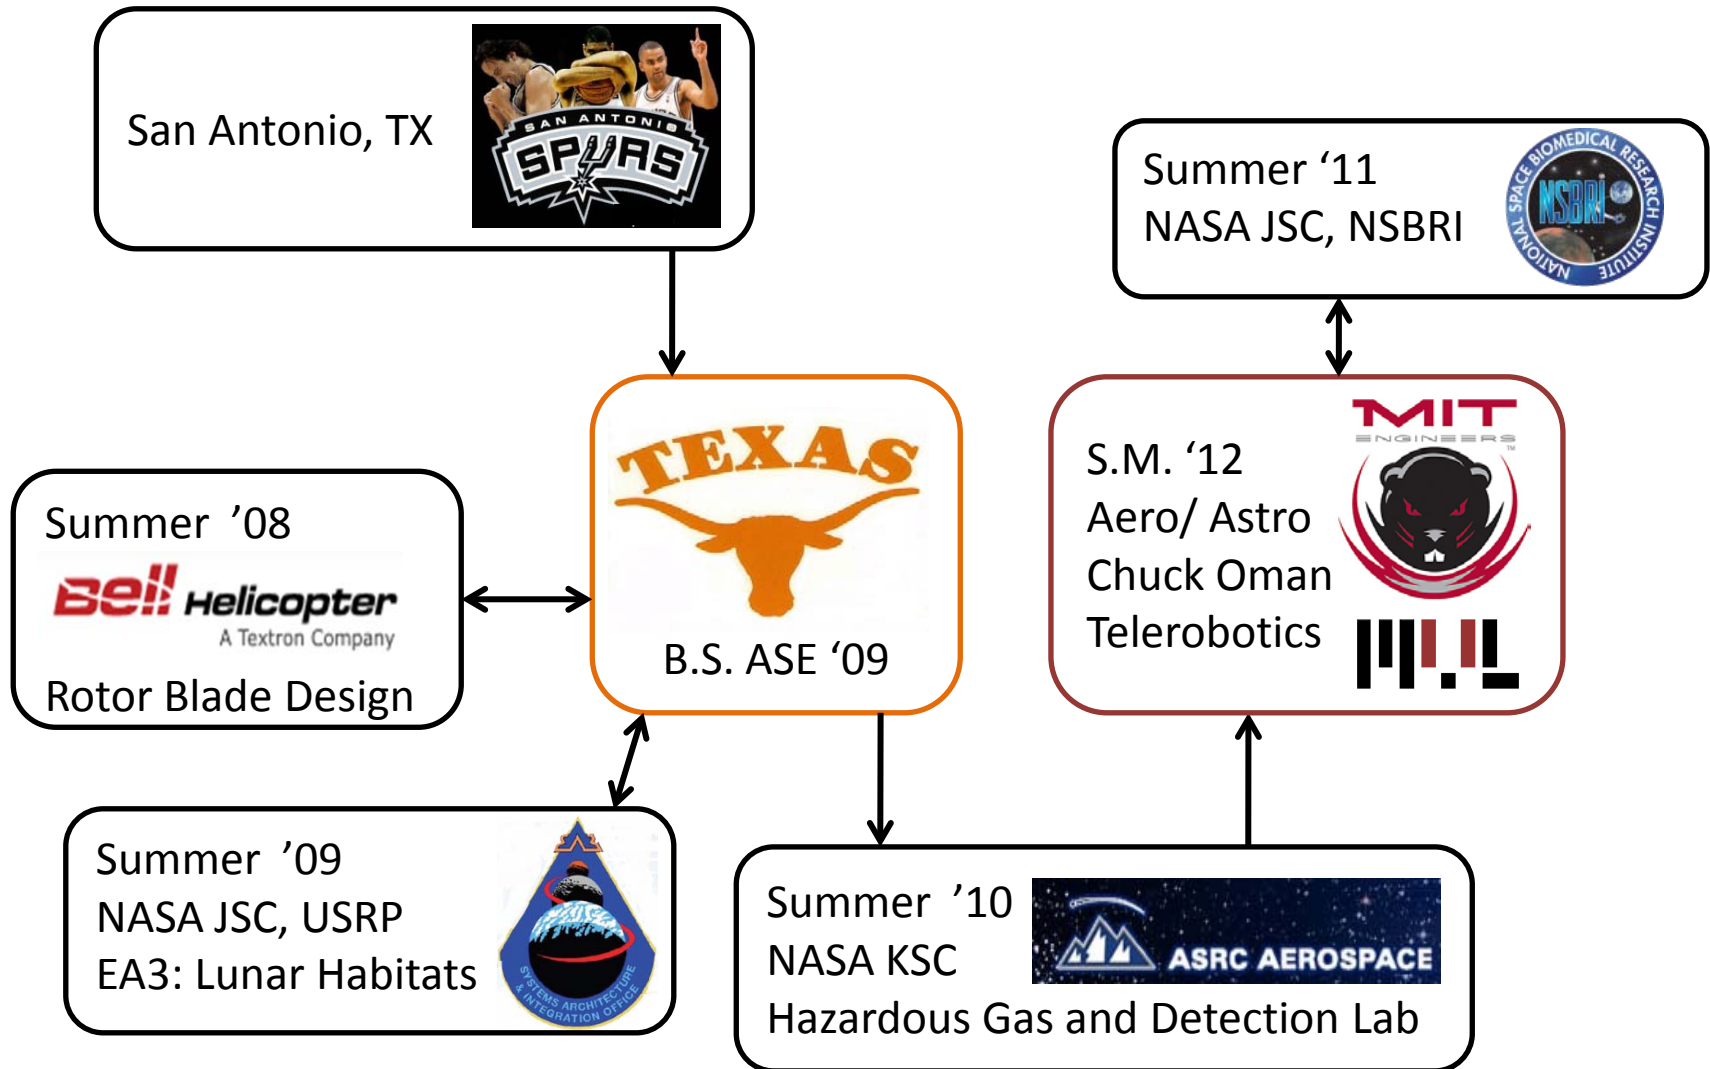 San Antonio, TX
SAN ANTONIO
SPURS
Summer ‘11
NASA JSC, NSBRI
NATIONAL SPACE BIOMEDICAL RESEARCH INSTITUTE
NSBRI
TEXAS
B.S. ASE ‘09
MIT
ENGINEERS
TM
S.M. ‘12
Aero/ Astro
Chuck Oman
Telerobotics
Summer ’08
Bell Helicopter
A Textron Company
Rotor Blade Design
Summer ’09
NASA JSC, USRP
EA3: Lunar Habitats
SYSTEMS ARCHITECTURE
& INTEGRATION OFFICE
Summer ’10
NASA KSC
ASRC AEROSPACE
Hazardous Gas and Detection Lab